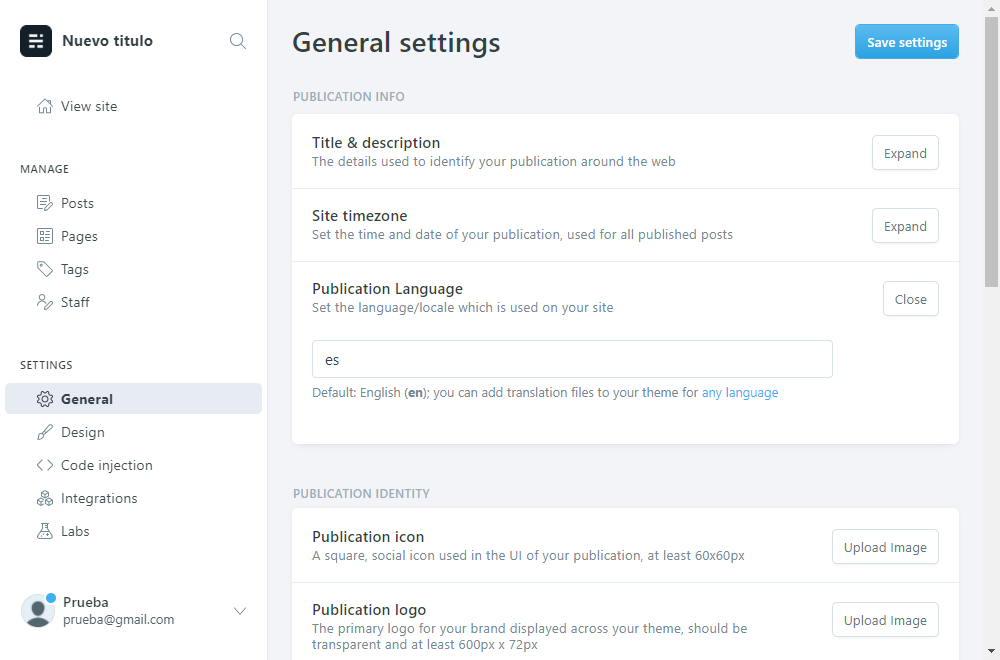 Nuevo titulo
View site
MANAGE
Posts
Pages
Tags
Staff
SETTINGS
General
Design
Code injection
Integrations
Labs
Prueba
prueba@gmail.com
General settings
Save settings
PUBLICATION INFO
Title & description
The details used to identify your publication around the web
Expand
Site timezone
Set the time and date of your publication, used for all published posts
Expand
Publication Language
Set the language/locale which is used on your site
Close
es
Default: English (en); you can add translation files to your theme for any language
PUBLICATION IDENTITY
Publication icon
A square, social icon used in the UI of your publication, at least 60x60px
Upload Image
Publication logo
The primary logo for your brand displayed across your theme, should be
transparent and at least 600px x 72px
Upload Image